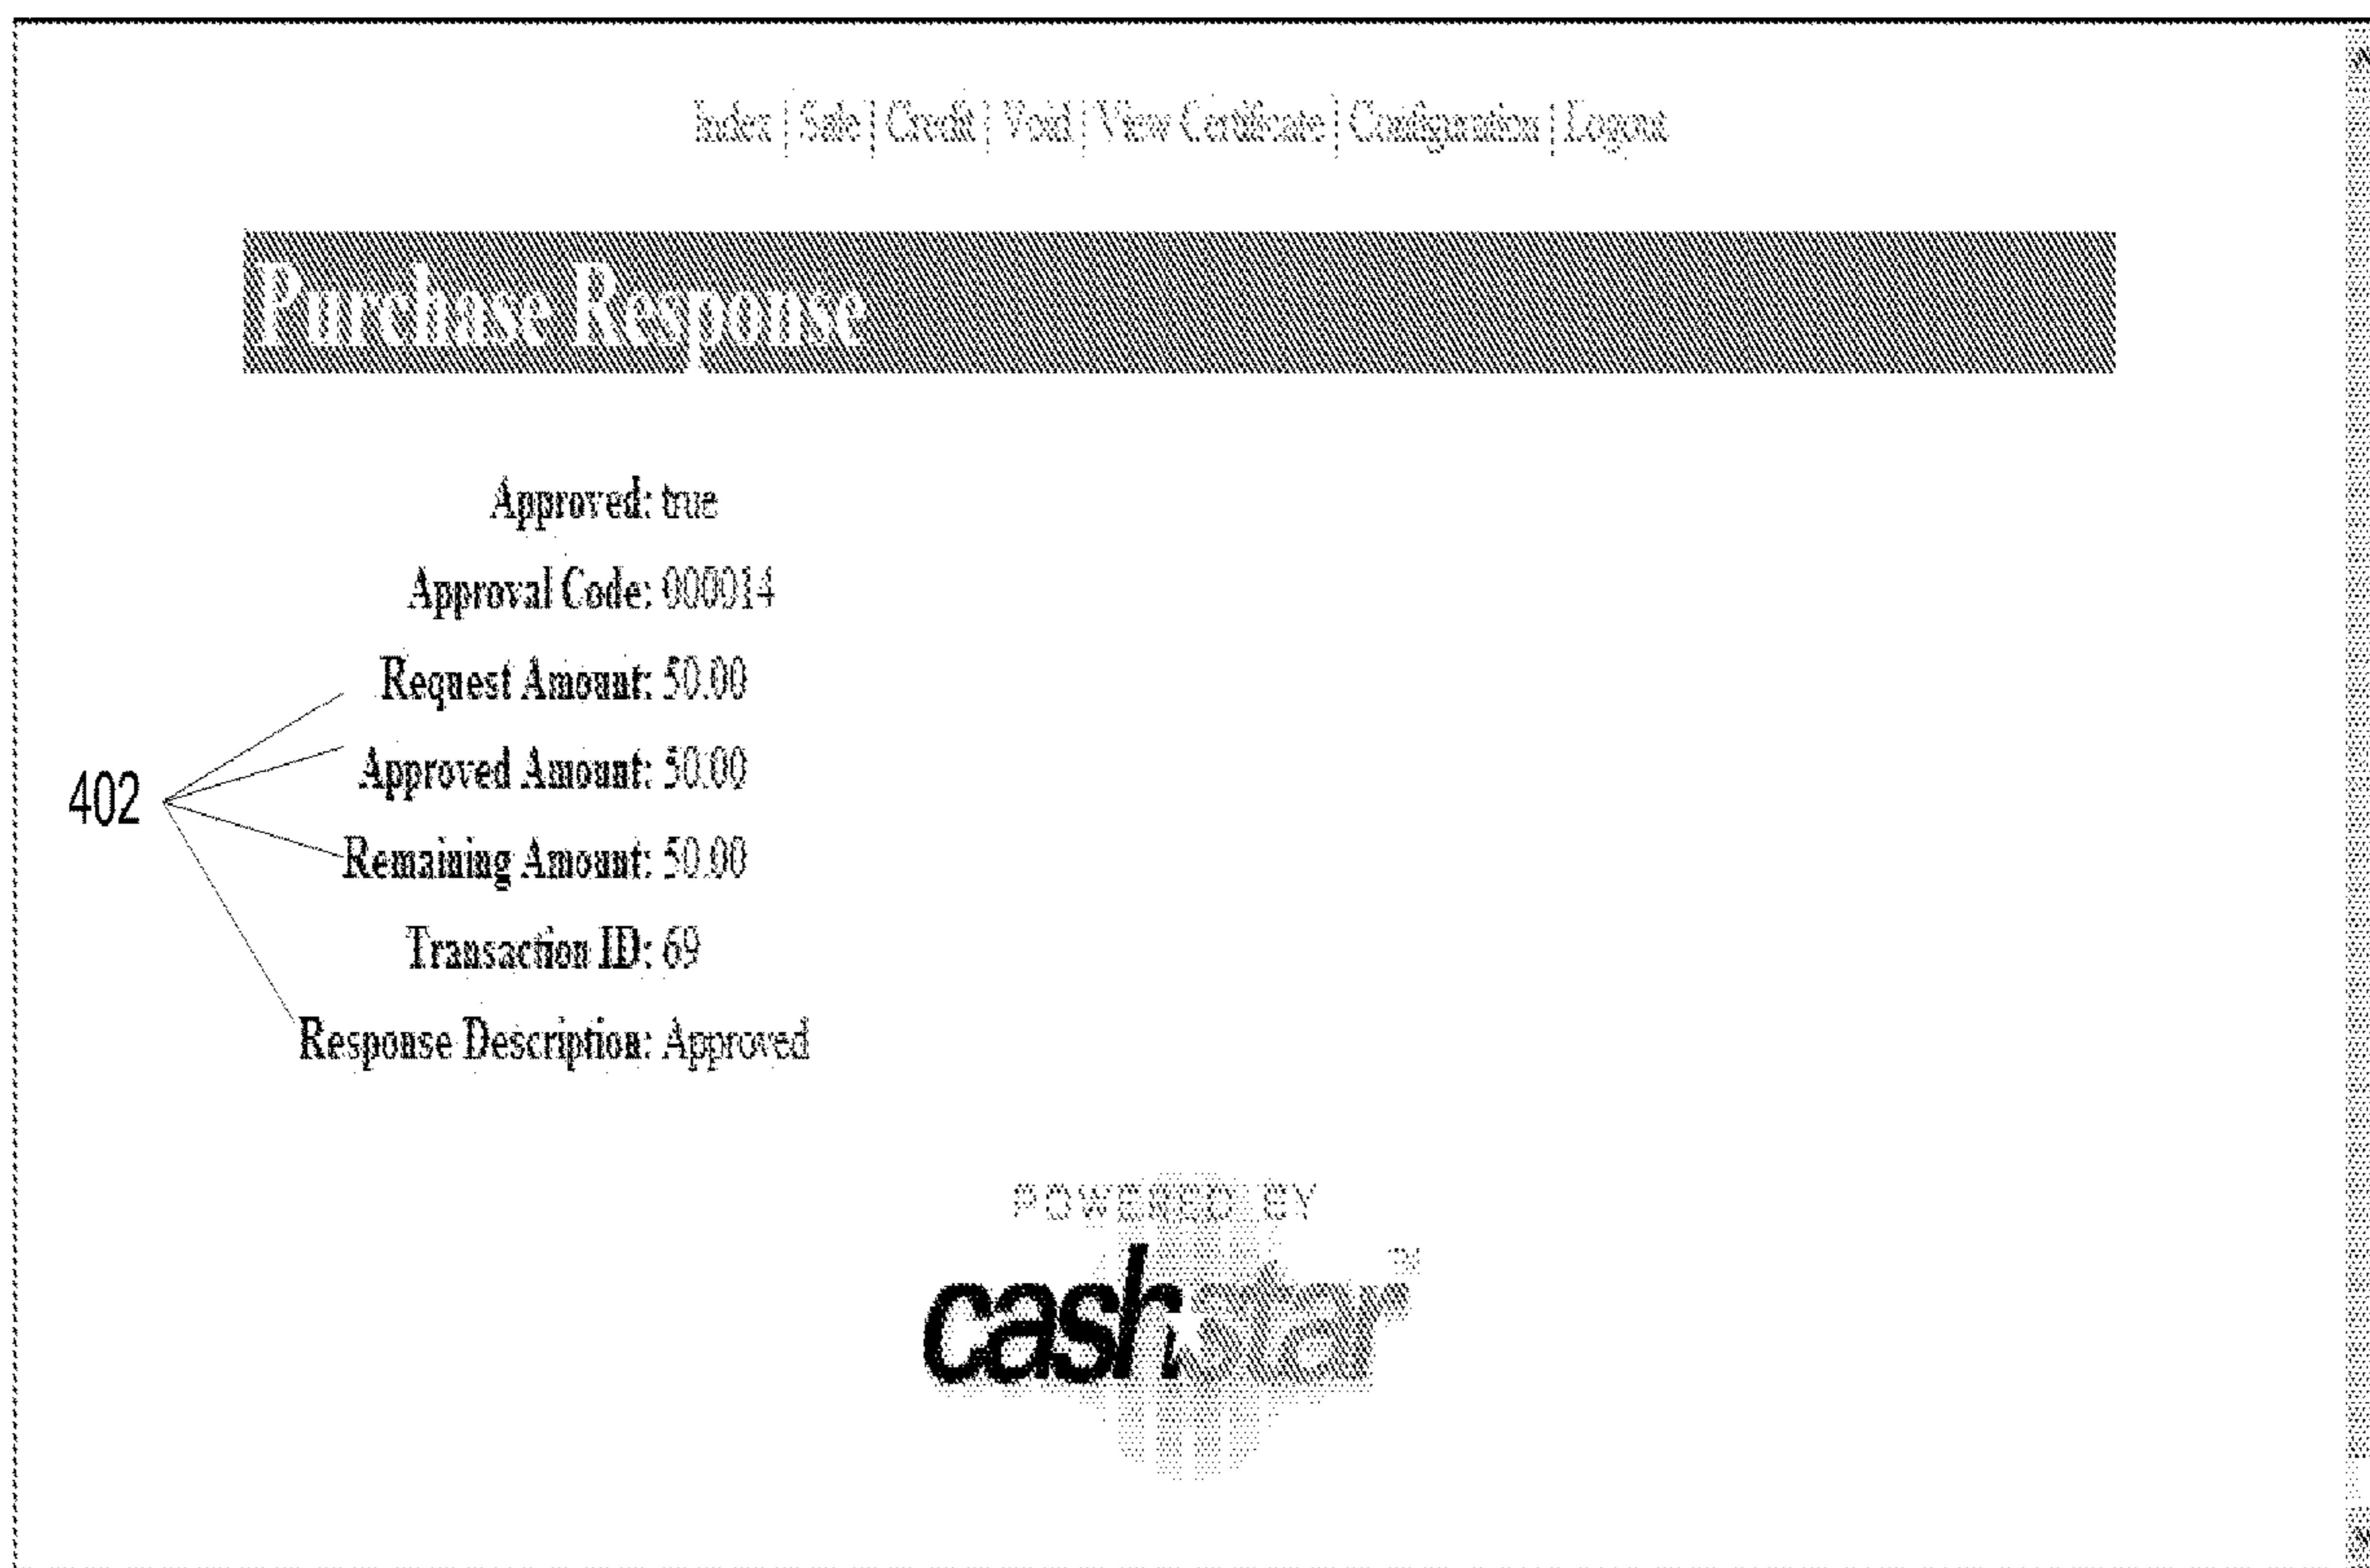 Index | Sale | Credit | Void | View Certificate | Configuration | Logout
Purchase Response
Approved: true
Approval Code: 000014
Request Amount: 50.00
Approved Amount: 50.00
402
Remaining Amount: 50.00
Transaction ID: 69
Response Description: Approved
POWERED BY
cashstar™